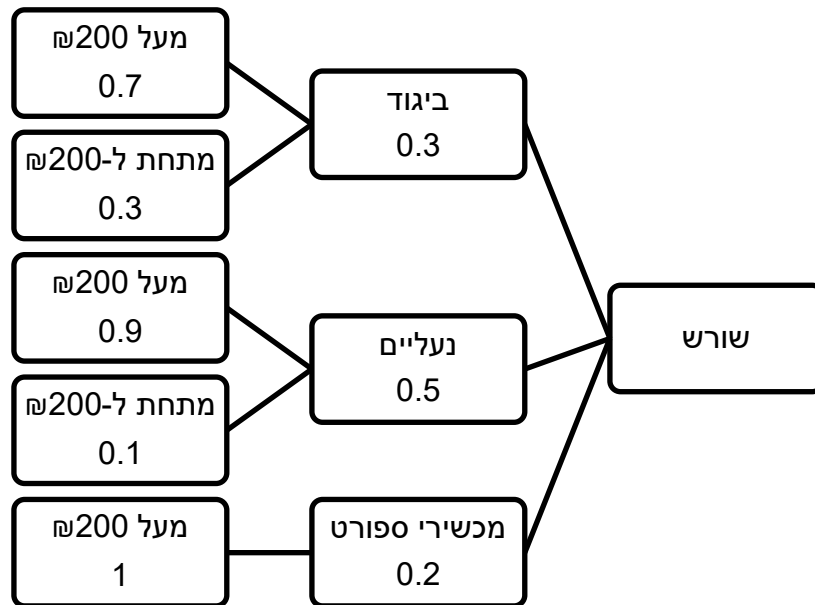 שורש
ביגוד
0.3
מעל 200₪
0.7
מתחת ל-200₪
0.3
נעליים
0.5
מעל 200₪
0.9
מתחת ל-200₪
0.1
מכשירי ספורט
0.2
מעל 200₪
1